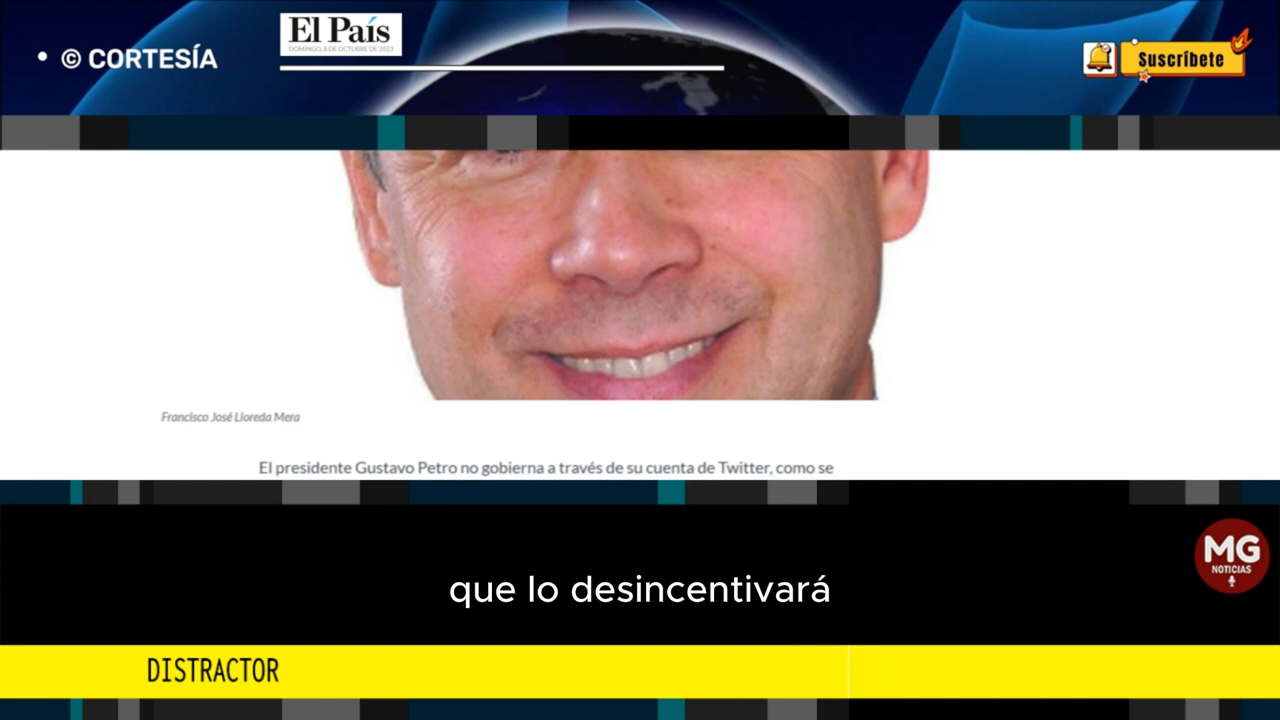 • © CORTESÍA
El País
DOMINGO, 8 DE OCTUBRE DE 2023
Suscríbete
Francisco José Lloreda Mera
El presidente Gustavo Petro no gobierna a través de su cuenta de Twitter, como se
MG
NOTICIAS
que lo desincentivará
DISTRACTOR